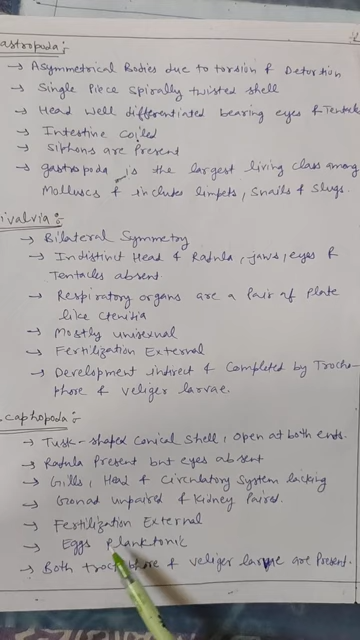 astropoda:-
→ Asymmetrical Bodies due to torsion & Detortion
→ Single Piece spirally twisted shell
→ Head well differentiated bearing eyes & Tentacle
→ Intestine coiled
→ Siphons are Present
→ gastropoda is the largest living class among
Molluscs & includes limpets, Snails & Slugs.
ivalvia:-
→ Bilateral Symmetry
→ Indistinct Head & Radula, jaws, eyes &
Tentacles absent
→ Respiratory organs are a Pair of Plate
like Ctenidia
→ Mostly unisexual
→ Fertilization External
→ Development indirect & Completed by Trocho-
phore & veliger larvae.
caphopoda:-
→ Tusk-shaped Conical Shell, Open at both ends.
→ Radula Present but eyes absent
→ Gills, Head & Circulatory System lacking
→ Gonad unpaired & Kidney Paired.
→ Fertilization External
→ Eggs Planktonic
→ Both trochophore & veliger larvae are Present.